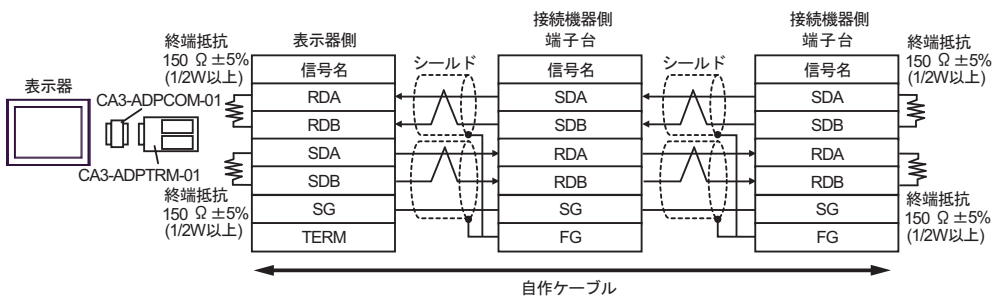 表示器
CA3-ADPCOM-01
CA3-ADPTRM-01
終端抵抗
150 Ω ±5%
(1/2W以上)
終端抵抗
150 Ω ±5%
(1/2W以上)
表示器側
信号名
RDA
RDB
SDA
SDB
SG
TERM
シールド
接続機器側
端子台
信号名
SDA
SDB
RDA
RDB
SG
FG
シールド
接続機器側
端子台
信号名
SDA
SDB
RDA
RDB
SG
FG
終端抵抗
150 Ω ±5%
(1/2W以上)
終端抵抗
150 Ω ±5%
(1/2W以上)
自作ケーブル